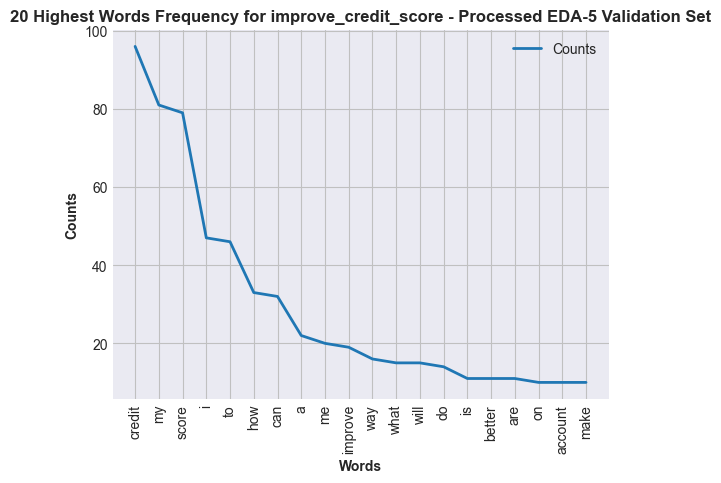 20 Highest Words Frequency for improve_credit_score - Processed EDA-5 Validation Set
Counts
100
80
60
40
20
Counts
credit
my
score
i
to
how
can
a
me
improve
way
what
will
do
is
better
are
on
account
make
Words